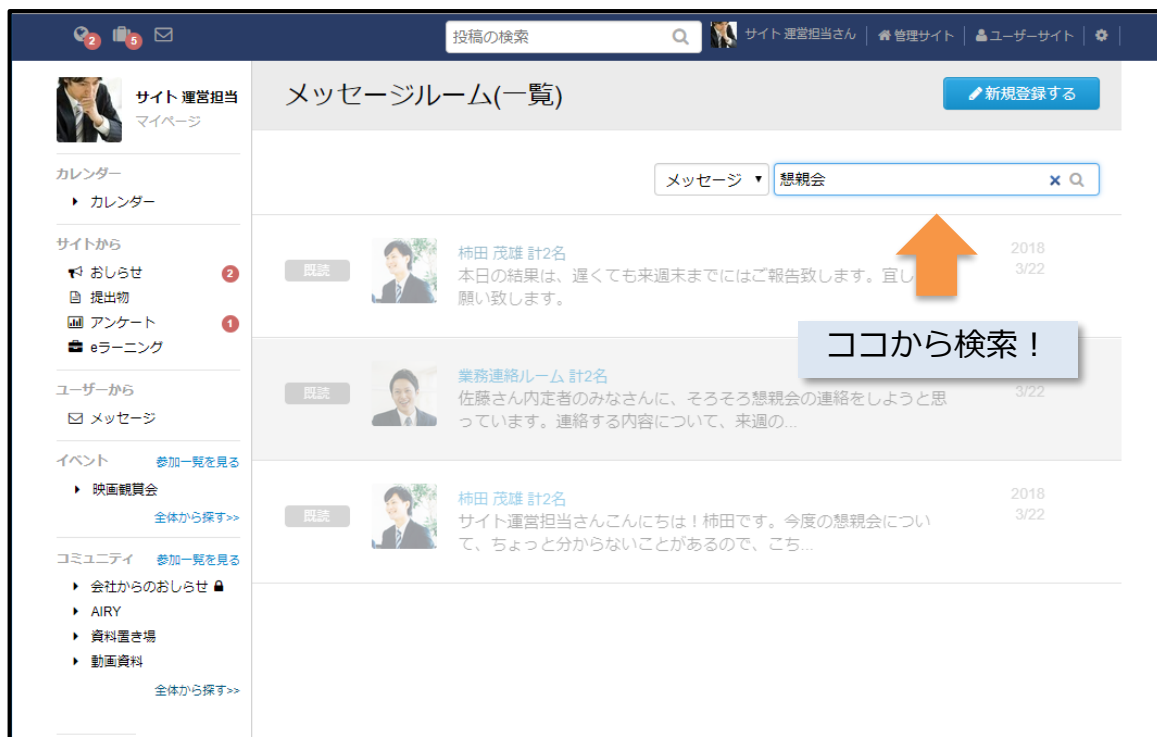 2 5 投稿の検索 サイト 運営担当さん 管理サイト ユーザーサイト
サイト 運営担当
マイページ
カレンダー
カレンダー
サイトから
おしらせ 2
提出物
アンケート 1
eラーニング
ユーザーから
メッセージ
イベント 参加一覧を見る
映画観賞会
全体から探す>>
コミュニティ 参加一覧を見る
会社からのおしらせ
AIRY
資料置き場
動画資料
全体から探す>>
メッセージルーム(一覧) 新規登録する
メッセージ 懇親会
既読 柿田 茂雄 計2名 2018
本日の結果は、遅くても来週末までにはご報告致します。宜し 3/22
願い致します。
ココから検索！
既読 業務連絡ルーム 計2名
佐藤さん内定者のみなさんに、そろそろ懇親会の連絡をしようと思 3/22
っています。連絡する内容について、来週の...
既読 柿田 茂雄 計2名 2018
サイト運営担当さんこんにちは！柿田です。今度の懇親会につい 3/22
て、ちょっと分からないことがあるので、こち...